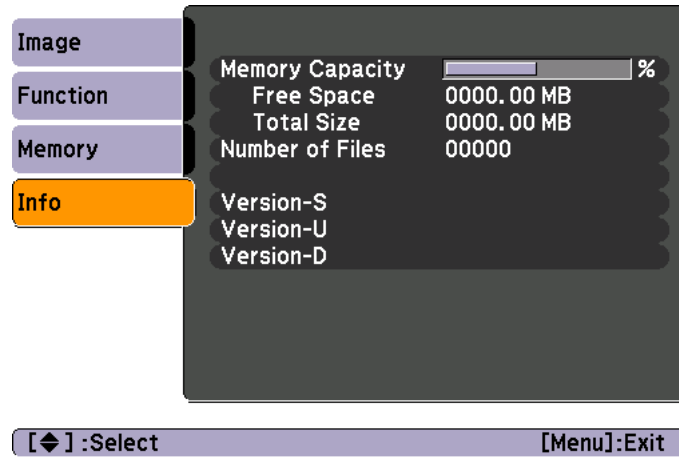 Image
Function
Memory
Info
Memory Capacity %
Free Space 0000.00 MB
Total Size 0000.00 MB
Number of Files 00000
Version-S
Version-U
Version-D
[◆] :Select [Menu]:Exit